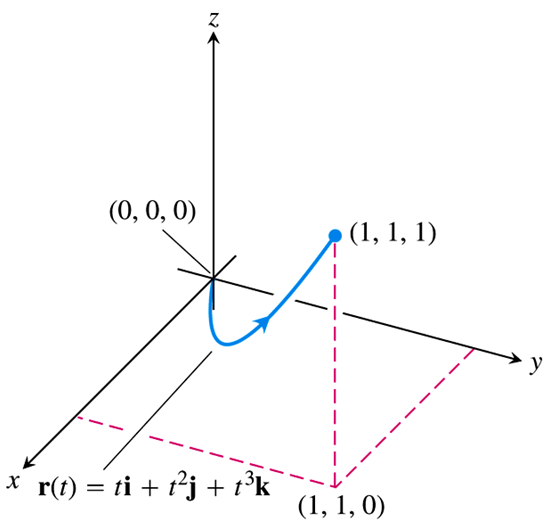 z
(0, 0, 0)
(1, 1, 1)
y
x
r(t) = ti + t²j + t³k
(1, 1, 0)